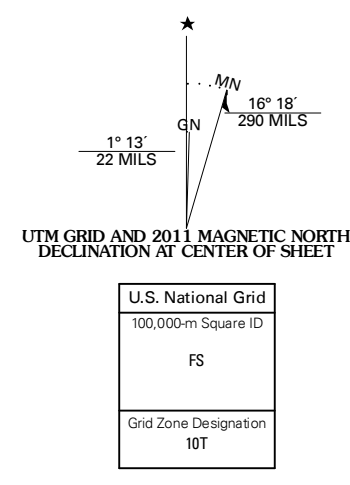 MN
16° 18´
290 MILS
GN
1° 13´
22 MILS
UTM GRID AND 2011 MAGNETIC NORTH
DECLINATION AT CENTER OF SHEET
U.S. National Grid
100,000-m Square ID
FS
Grid Zone Designation
10T